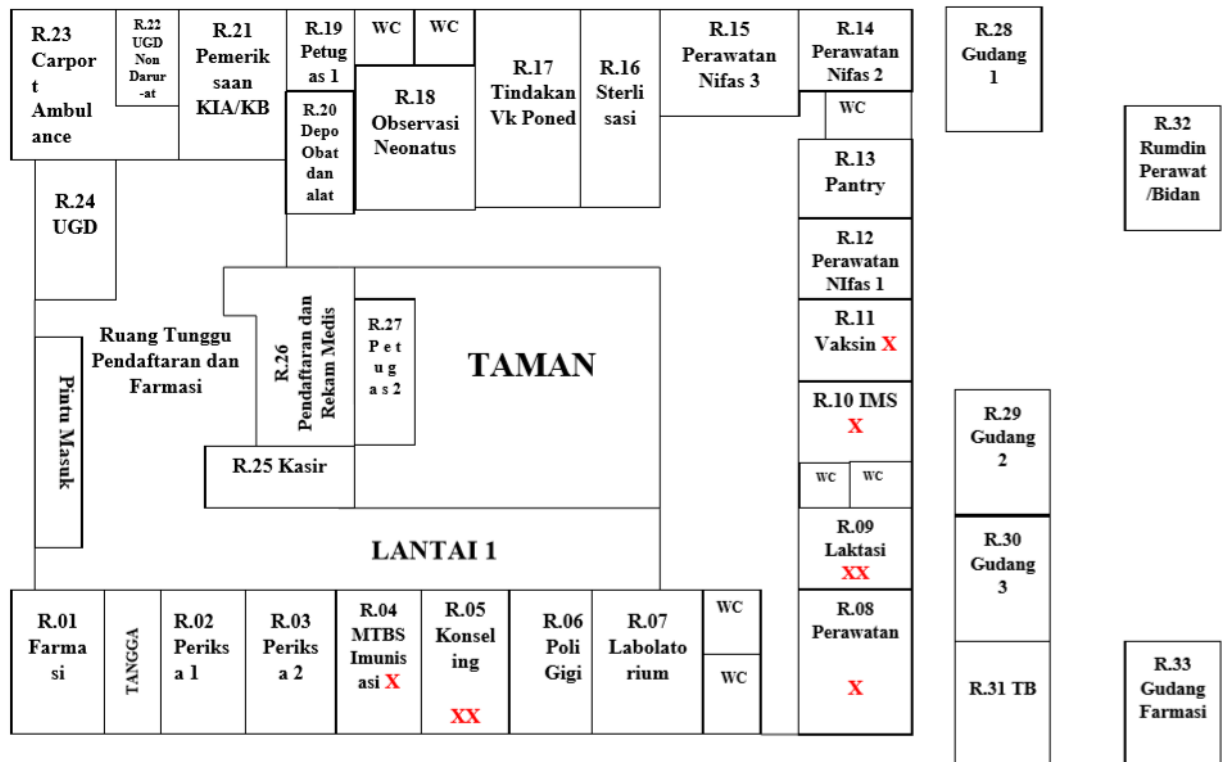 R.23
Carpor
t
Ambul
ance
R.22
UGD
Non
Darur
-at
R.21
Pemerik
saan
KIA/KB
R.19
Petug
as 1
WC
WC
R.20
Depo
Obat
dan
alat
R.18
Observasi
Neonatus
R.17
Tindakan
Vk Poned
R.16
Sterli
sasi
R.15
Perawatan
Nifas 3
R.14
Perawatan
Nifas 2
WC
R.28
Gudang
1
R.32
Rumdin
Perawat
/Bidan
R.13
Pantry
R.24
UGD
R.12
Perawatan
NIfas 1
R.11
Vaksin X
Ruang Tunggu
Pendaftaran dan
Farmasi
R.26
Pendaftaran dan
Rekam Medis
R.27
P e t
u g
a s 2
TAMAN
Pintu Masuk
R.10 IMS
X
R.29
Gudang
2
R.25 Kasir
WC
WC
LANTAI 1
R.09
Laktasi
XX
R.30
Gudang
3
R.01
Farma
si
TANGGA
R.02
Periks
a 1
R.03
Periks
a 2
R.04
MTBS
Imunis
asi X
R.05
Konsel
ing
XX
R.06
Poli
Gigi
R.07
Labolato
rium
WC
WC
R.08
Perawatan
X
R.31 TB
R.33
Gudang
Farmasi